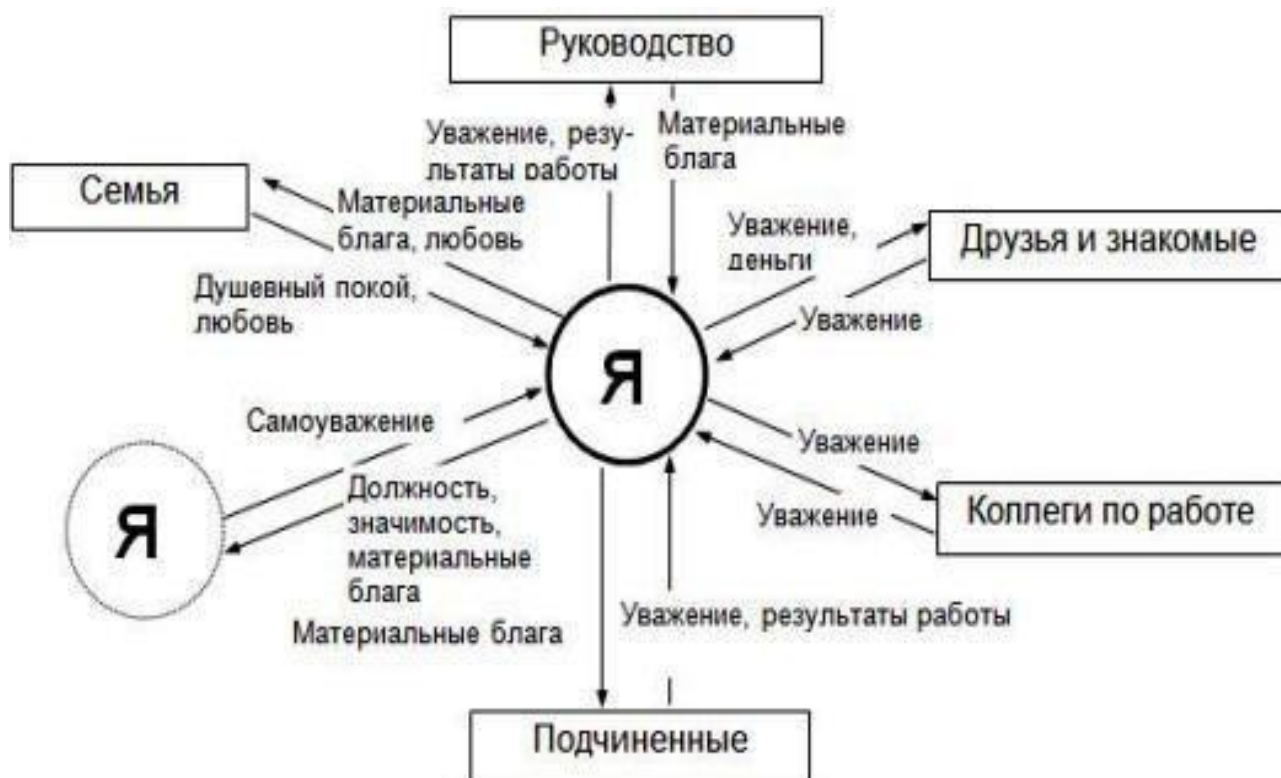 Руководство
Уважение, резу-
льтаты работы
Материальные
блага
Семья
Материальные
блага, любовь
Душевный покой,
любовь
Уважение,
деньги
Друзья и знакомые
Уважение
Я
Самоуважение
Я
Должность,
значимость,
материальные
блага
Уважение
Уважение
Коллеги по работе
Материальные блага
Уважение, результаты работы
Подчиненные